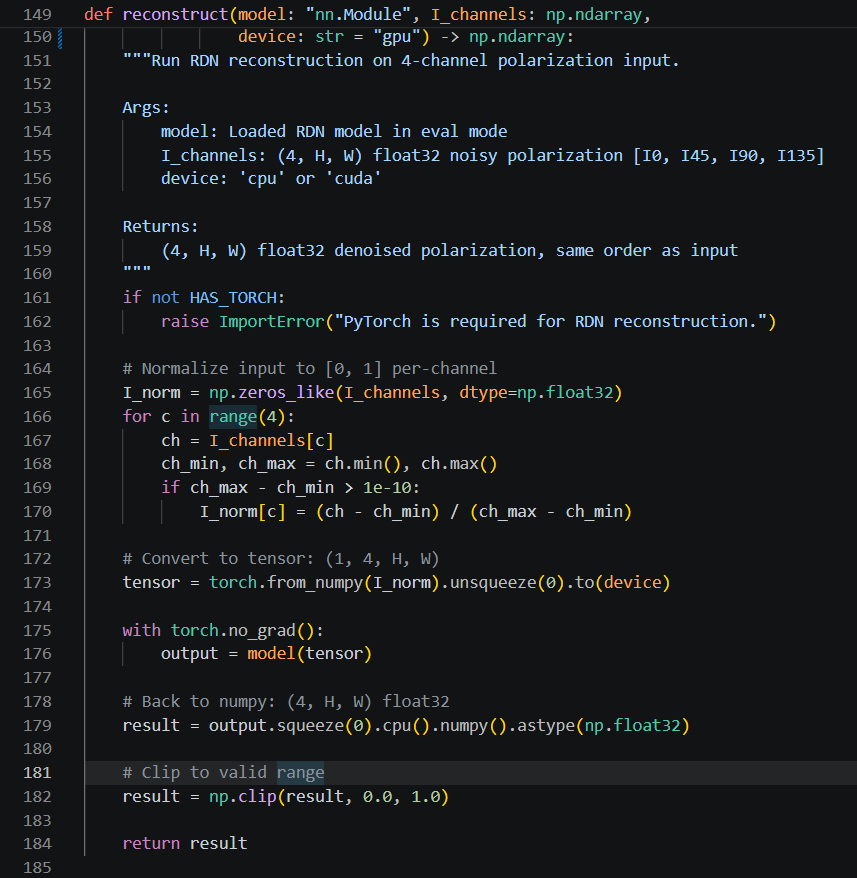 149 def reconstruct(model: "nn.Module", I_channels: np.ndarray,
150 device: str = "gpu") -> np.ndarray:
151 """Run RDN reconstruction on 4-channel polarization input.
152
153 Args:
154 model: Loaded RDN model in eval mode
155 I_channels: (4, H, W) float32 noisy polarization [I0, I45, I90, I135]
156 device: 'cpu' or 'cuda'
157
158 Returns:
159 (4, H, W) float32 denoised polarization, same order as input
160 """
161 if not HAS_TORCH:
162 raise ImportError("PyTorch is required for RDN reconstruction.")
163
164 # Normalize input to [0, 1] per-channel
165 I_norm = np.zeros_like(I_channels, dtype=np.float32)
166 for c in range(4):
167 ch = I_channels[c]
168 ch_min, ch_max = ch.min(), ch.max()
169 if ch_max - ch_min > 1e-10:
170 I_norm[c] = (ch - ch_min) / (ch_max - ch_min)
171
172 # Convert to tensor: (1, 4, H, W)
173 tensor = torch.from_numpy(I_norm).unsqueeze(0).to(device)
174
175 with torch.no_grad():
176 output = model(tensor)
177
178 # Back to numpy: (4, H, W) float32
179 result = output.squeeze(0).cpu().numpy().astype(np.float32)
180
181 # Clip to valid range
182 result = np.clip(result, 0.0, 1.0)
183
184 return result
185